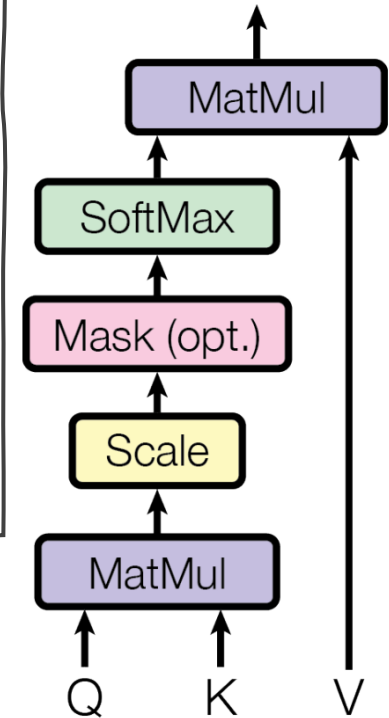 MatMul
SoftMax
Mask (opt.)
Scale
MatMul
Q K V